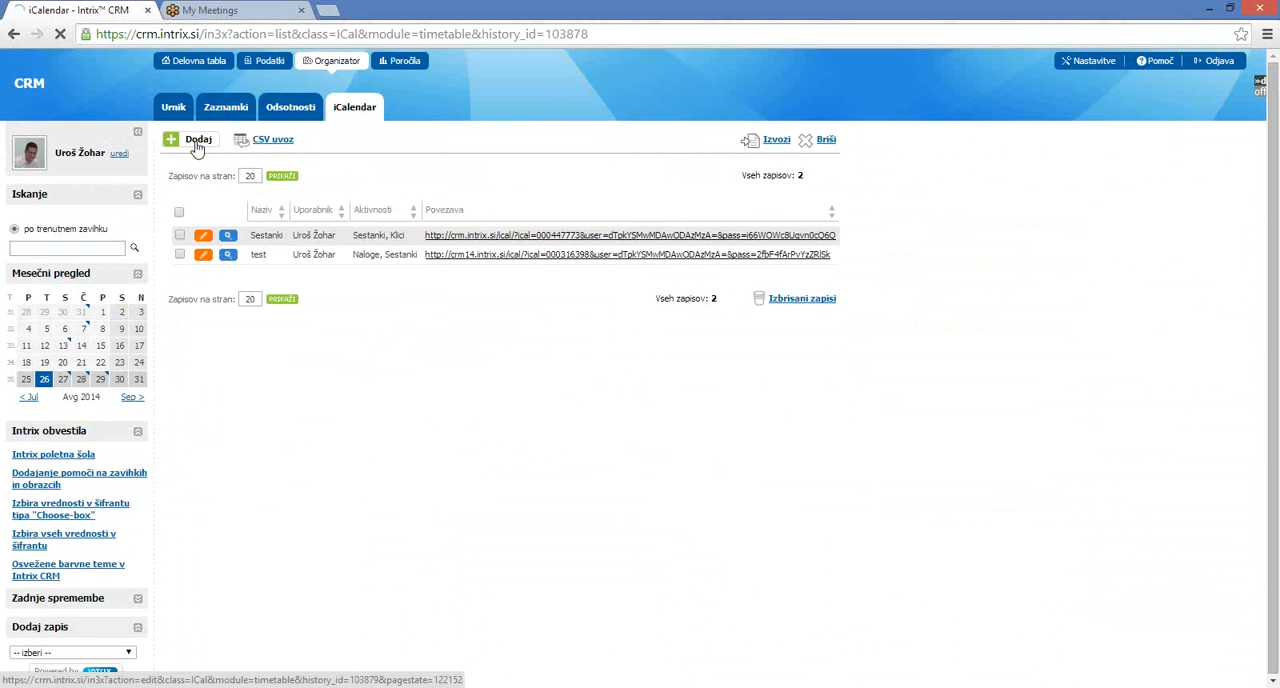 iCalendar - Intrix™ CRM
My Meetings
https://crm.intrix.si/in3x?action=list&class=ICal&module=timetable&history_id=103878
Delovna tabla
Podatki
Organizator
Poročila
Nastavitve
Pomoč
Odjava
CRM
Urnik
Zaznamki
Odsotnosti
iCalendar
Uroš Žohar uredi
Dodaj
CSV uvoz
Izvozi
Briši
Zapisov na stran: 20 PRIKAŽI
Vseh zapisov: 2
Naziv Uporabnik Aktivnosti Povezava
Sestanki Uroš Žohar Sestanki, Klici
test Uroš Žohar Naloge, Sestanki
Zapisov na stran: 20 PRIKAŽI
Vseh zapisov: 2
Izbrisani zapisi
Iskanje
po trenutnem zavihku
Mesečni pregled
T P T S Č P S N
31. 28 29 30 31 1 2 3
32. 4 5 6 7 8 9 10
33. 11 12 13 14 15 16 17
34. 18 19 20 21 22 23 24
35. 25 26 27 28 29 30 31
< Jul Avg 2014 Sep >
Intrix obvestila
Intrix poletna šola
Dodajanje pomoči na zavihkih
in obrazcih
Izbira vrednosti v šifrantu
tipa "Choose-box"
Izbira vseh vrednosti v
šifrantu
Osvežene barvne teme v
Intrix CRM
Zadnje spremembe
Dodaj zapis
-- izberi --
Powered by INTRIX
https://crm.intrix.si/in3x?action=edit&class=ICal&module=timetable&history_id=103879&pagestate=122152